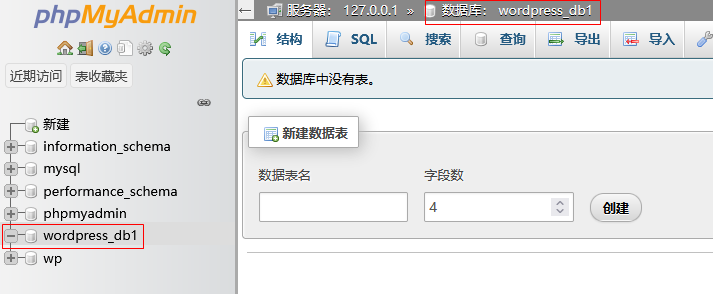 phpMyAdmin
近期访问 表收藏夹
新建
information_schema
mysql
performance_schema
phpmyadmin
wordpress_db1
wp
服务器： 127.0.0.1 » 数据库： wordpress_db1
结构 SQL 搜索 查询 导出 导入
数据库中没有表。
新建数据表
数据表名 字段数
4 创建